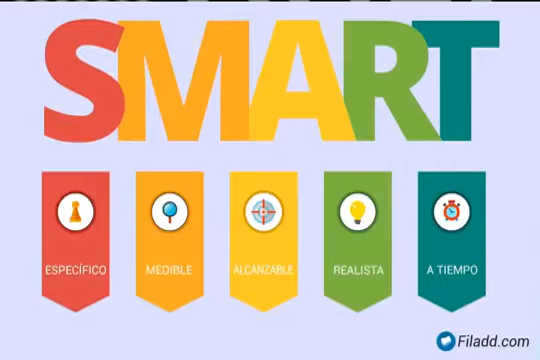 SMART
ESPECÍFICO
MEDIBLE
ALCANZABLE
REALISTA
A TIEMPO
Filadd.com